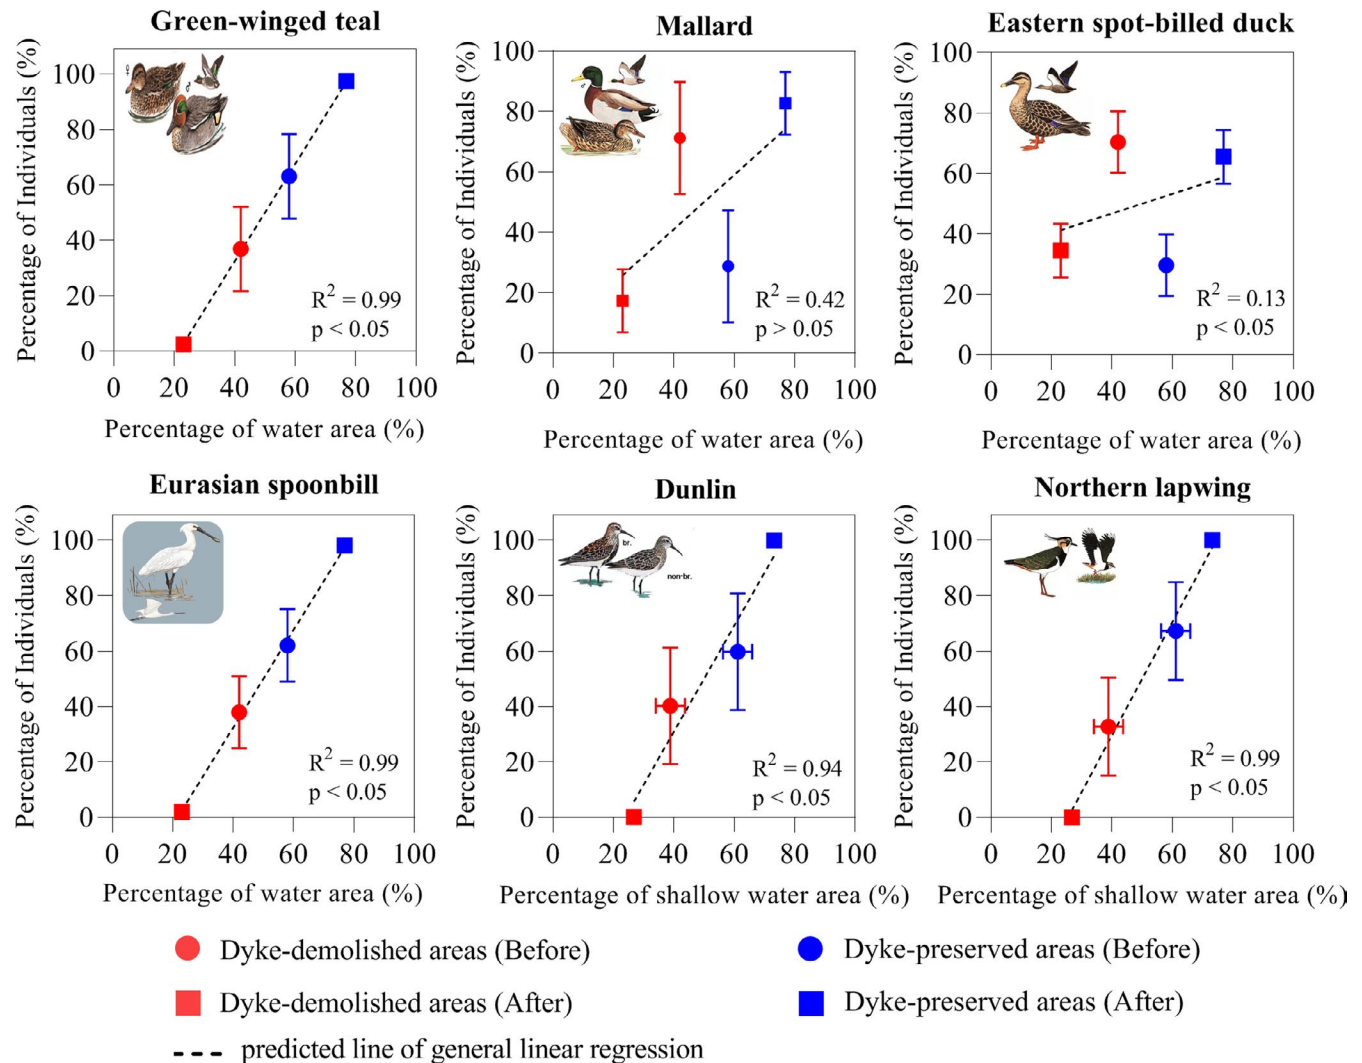 Green-winged teal
Percentage of Individuals (%)
100
80
60
40
20
0
R² = 0.99
p < 0.05
0 20 40 60 80 100
Percentage of water area (%)
Mallard
Percentage of Individuals (%)
100
80
60
40
20
0
R² = 0.42
p > 0.05
0 20 40 60 80 100
Percentage of water area (%)
Eastern spot-billed duck
Percentage of Individuals (%)
100
80
60
40
20
0
R² = 0.13
p < 0.05
0 20 40 60 80 100
Percentage of water area (%)
Eurasian spoonbill
Percentage of Individuals (%)
100
80
60
40
20
0
R² = 0.99
p < 0.05
0 20 40 60 80 100
Percentage of water area (%)
Dunlin
Percentage of Individuals (%)
100
80
60
40
20
0
br.
non-br.
R² = 0.94
p < 0.05
0 20 40 60 80 100
Percentage of shallow water area (%)
Northern lapwing
Percentage of Individuals (%)
100
80
60
40
20
0
R² = 0.99
p < 0.05
0 20 40 60 80 100
Percentage of shallow water area (%)
Dyke-demolished areas (Before)
Dyke-preserved areas (Before)
Dyke-demolished areas (After)
Dyke-preserved areas (After)
predicted line of general linear regression